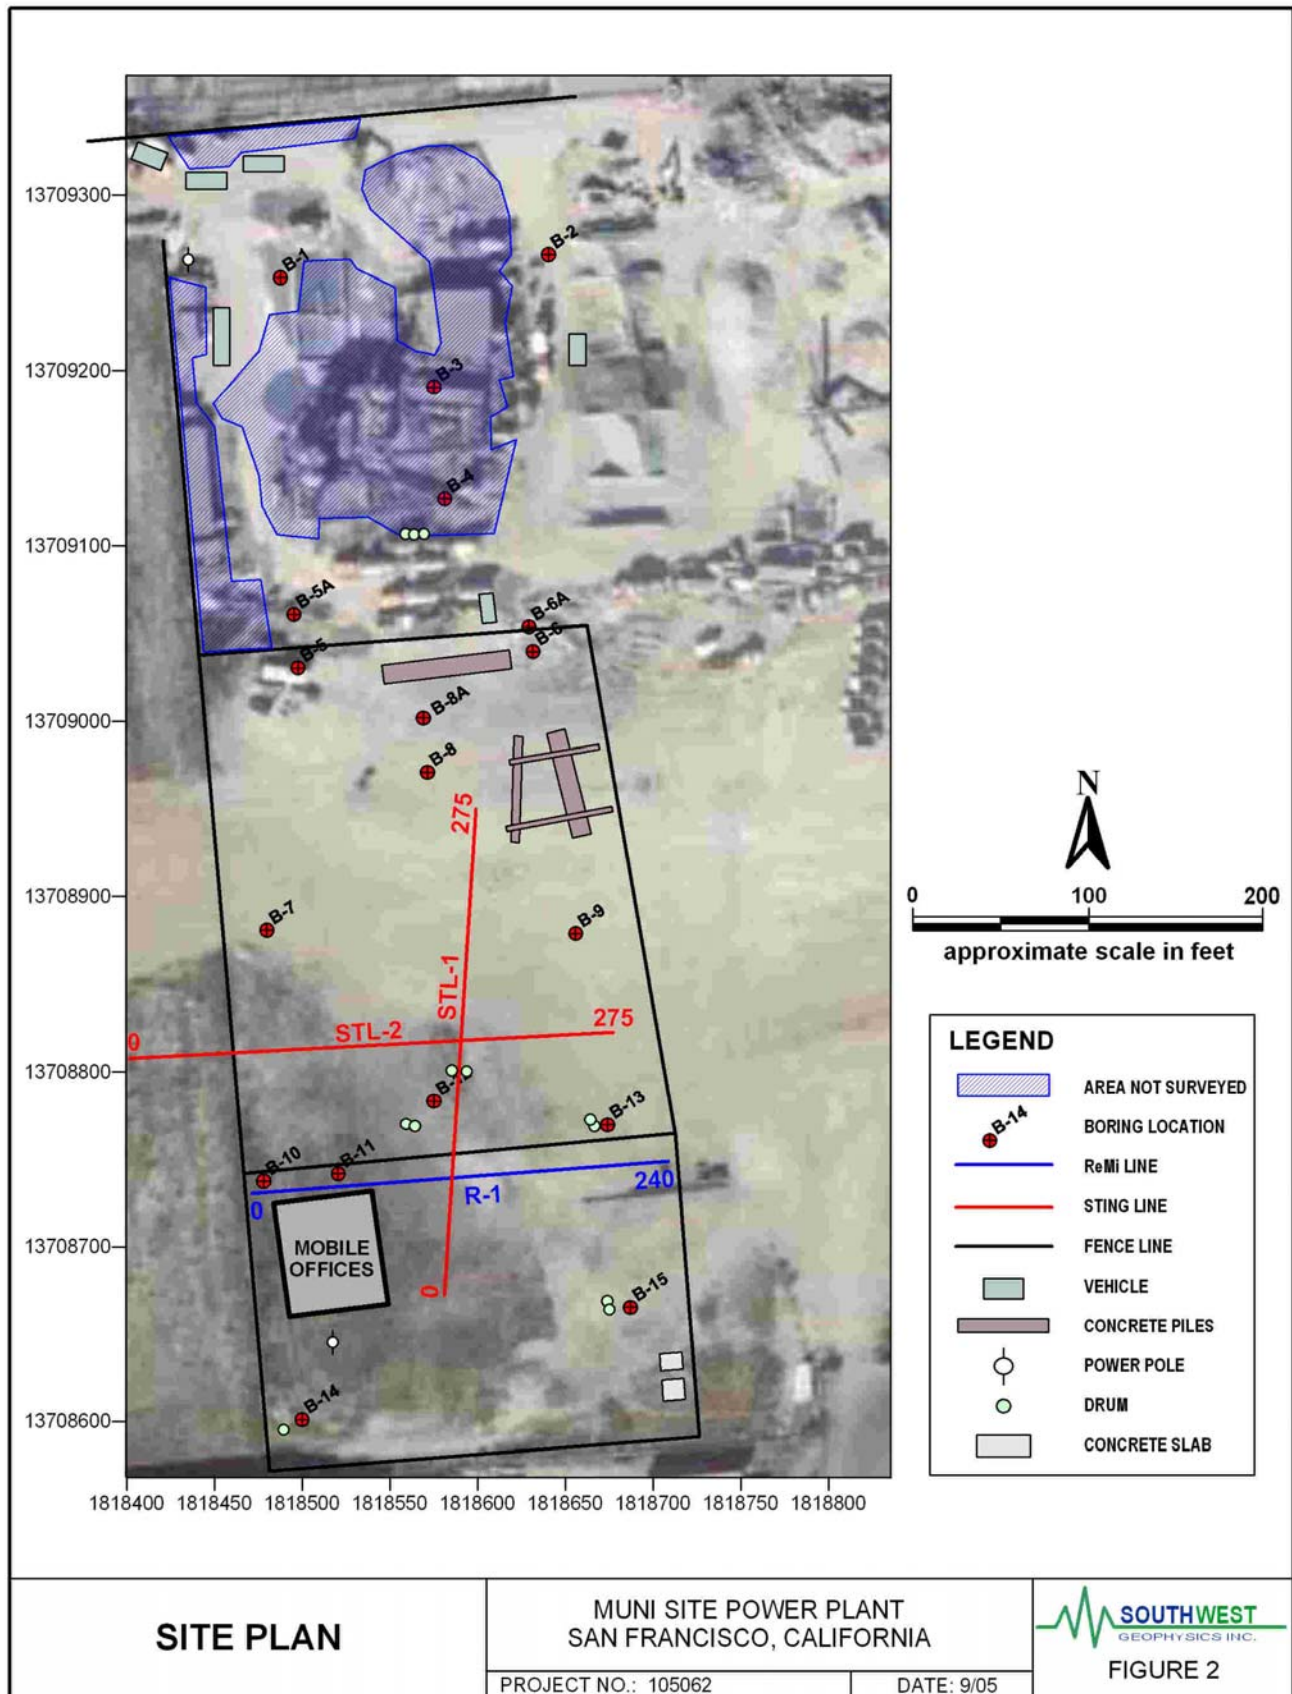 13709300
13709200
13709100
13709000
13708900
13708800
13708700
13708600
1818400 1818450 1818500 1818550 1818600 1818650 1818700 1818750 1818800
B-1
B-2
B-3
B-4
B-5A
B-6A
B-5
B-6
B-8A
B-8
275
B-7
B-9
STL-1
0
STL-2
275
B-13
B-10
B-11
0
R-1
240
MOBILE
OFFICES
0
B-15
B-14
N
0 100 200
approximate scale in feet
LEGEND
AREA NOT SURVEYED
B-14
BORING LOCATION
ReMi LINE
STING LINE
FENCE LINE
VEHICLE
CONCRETE PILES
POWER POLE
DRUM
CONCRETE SLAB
SITE PLAN
MUNI SITE POWER PLANT
SAN FRANCISCO, CALIFORNIA
PROJECT NO.: 105062
DATE: 9/05
SOUTHWEST
GEOPHYSICS INC.
FIGURE 2